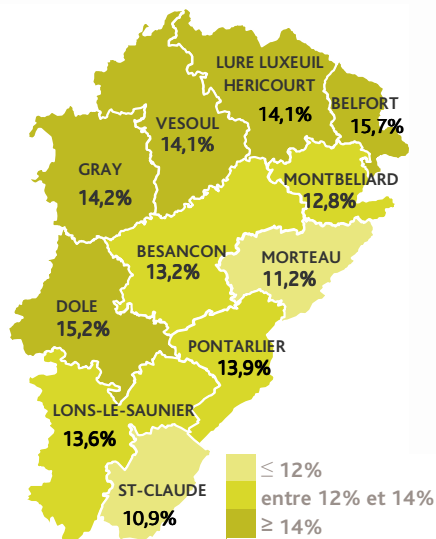 LURE LUXEUIL
HERICOURT
14,1%
BELFORT
15,7%
VESOUL
14,1%
GRAY
14,2%
MONTBELIARD
12,8%
BESANCON
13,2%
MORTEAU
11,2%
DOLE
15,2%
PONTARLIER
13,9%
LONS-LE-SAUNIER
13,6%
ST-CLAUDE
10,9%
≤ 12%
entre 12% et 14%
≥ 14%